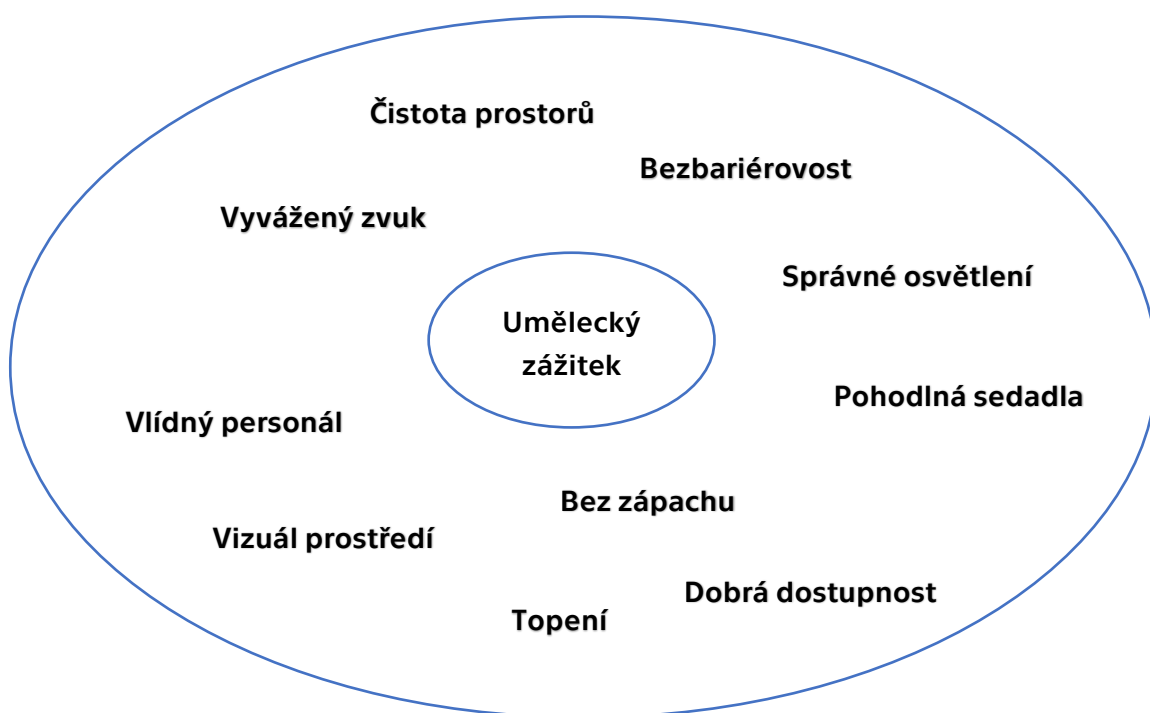 Čistota prostorů
Bezbariérovost
Vyvážený zvuk
Správné osvětlení
Umělecký
zážitek
Pohodlná sedadla
Vlídný personál
Bez zápachu
Vizuál prostředí
Dobrá dostupnost
Topení